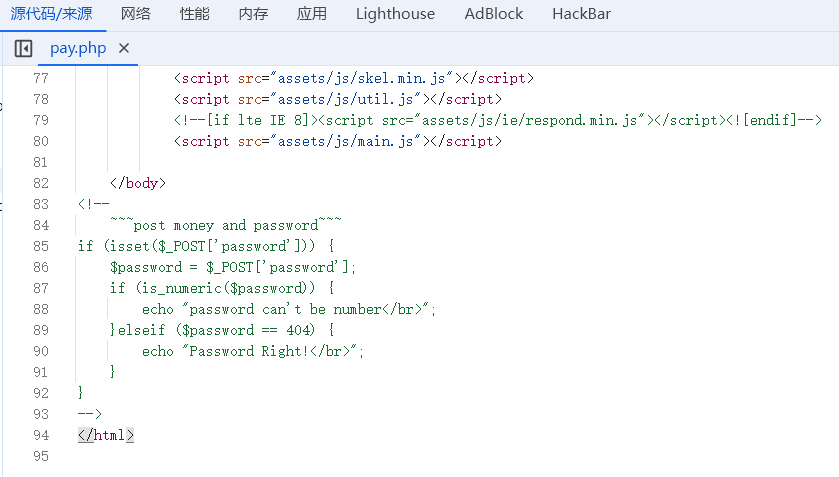 源代码/来源 网络 性能 内存 应用 Lighthouse AdBlock HackBar
pay.php ×
77 <script src="assets/js/skel.min.js"></script>
78 <script src="assets/js/util.js"></script>
79 <!--[if lte IE 8]><script src="assets/js/ie/respond.min.js"></script><![endif]-->
80 <script src="assets/js/main.js"></script>
81
82 </body>
83 <!--
84 ~~~post money and password~~~
85 if (isset($_POST['password'])) {
86 $password = $_POST['password'];
87 if (is_numeric($password)) {
88 echo "password can't be number</br>";
89 }elseif ($password == 404) {
90 echo "Password Right!</br>";
91 }
92 }
93 -->
94 </html>
95